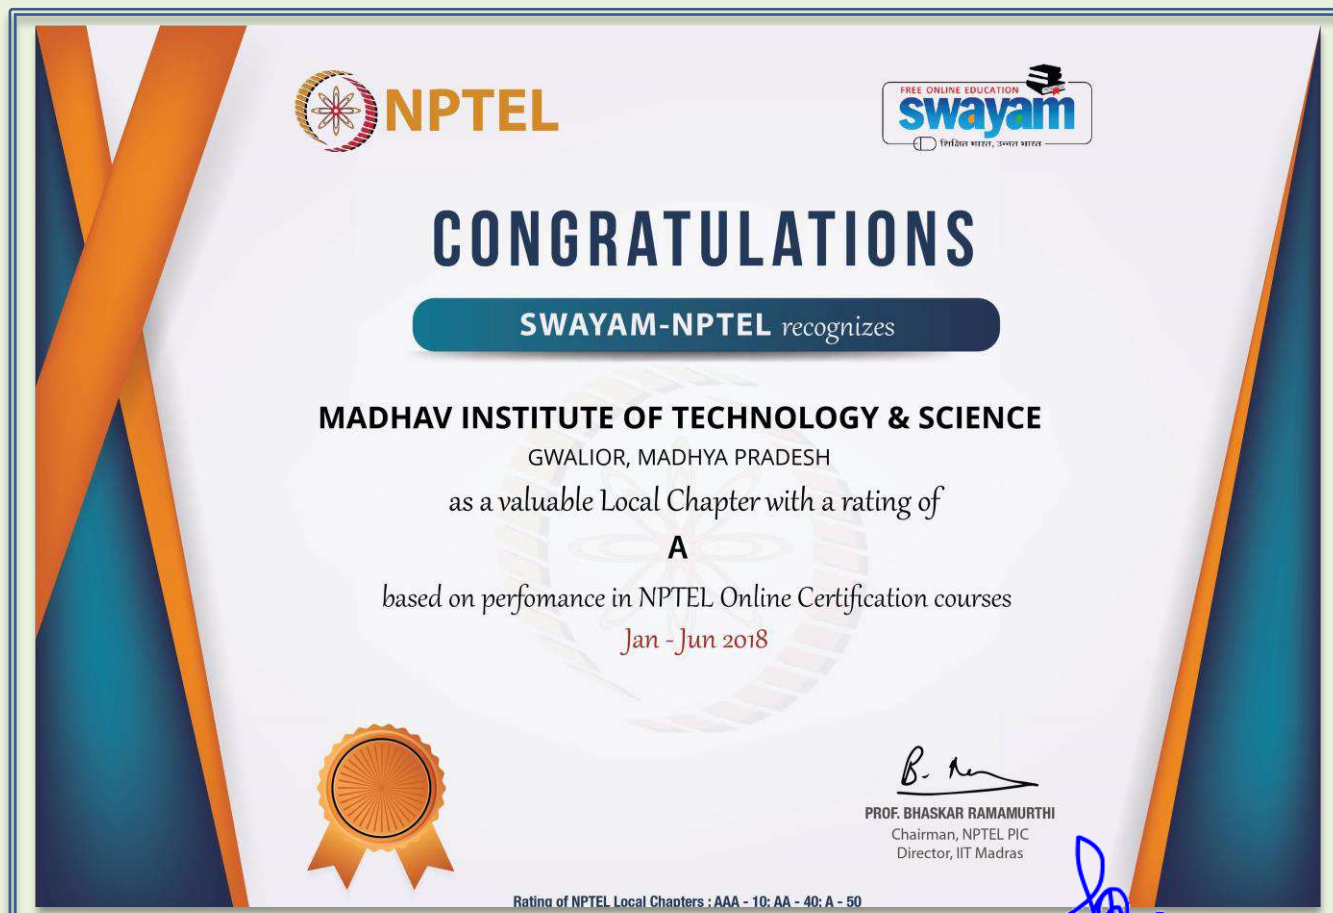 NPTEL
FREE ONLINE EDUCATION
swayam
शिक्षित भारत, उन्नत भारत
CONGRATULATIONS
SWAYAM-NPTEL recognizes
MADHAV INSTITUTE OF TECHNOLOGY & SCIENCE
GWALIOR, MADHYA PRADESH
as a valuable Local Chapter with a rating of
A
based on perfomance in NPTEL Online Certification courses
Jan - Jun 2018
PROF. BHASKAR RAMAMURTHI
Chairman, NPTEL PIC
Director, IIT Madras
Rating of NPTEL Local Chapters : AAA - 10: AA - 40: A - 50